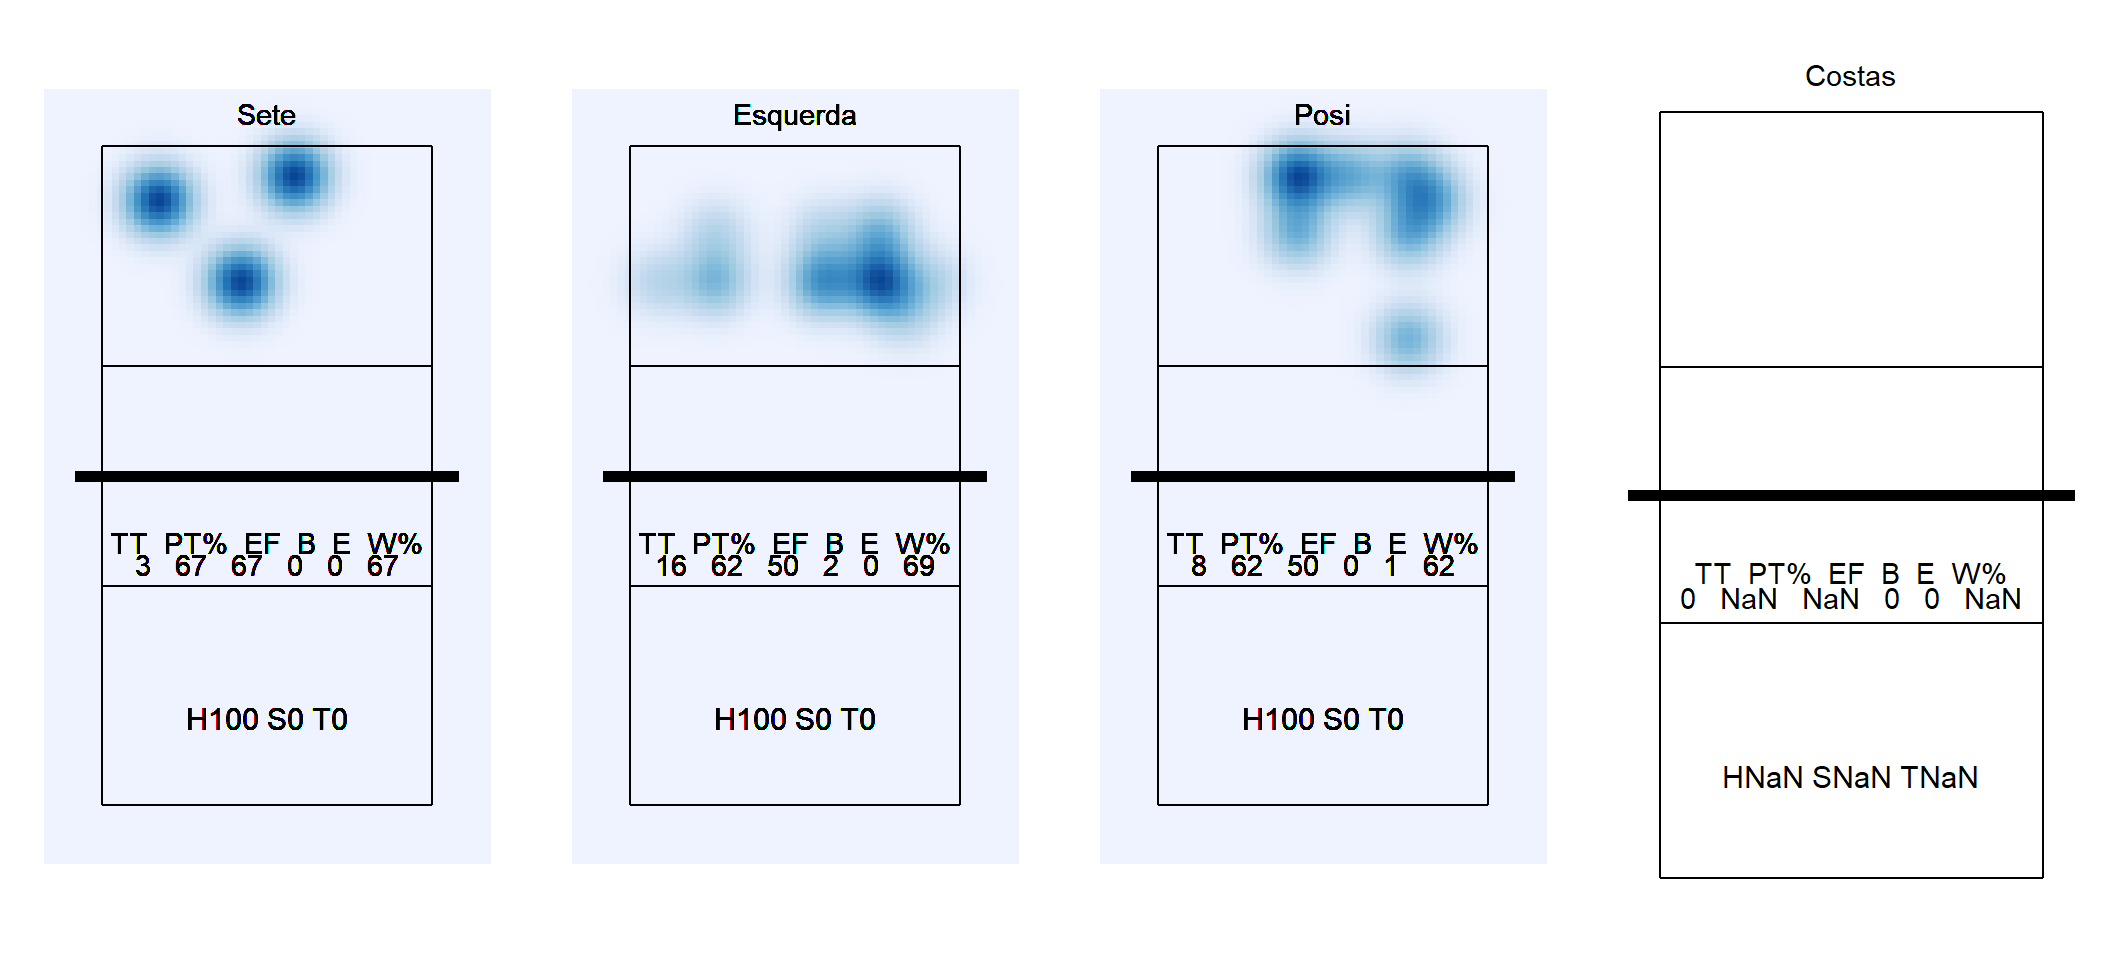 Sete
TT PT% EF B E W%
3 67 67 0 0 67
H100 S0 T0
Esquerda
TT PT% EF B E W%
16 62 50 2 0 69
H100 S0 T0
Posi
TT PT% EF B E W%
8 62 50 0 1 62
H100 S0 T0
Costas
TT PT% EF B E W%
0 NaN NaN 0 0 NaN
HNaN SNaN TNaN